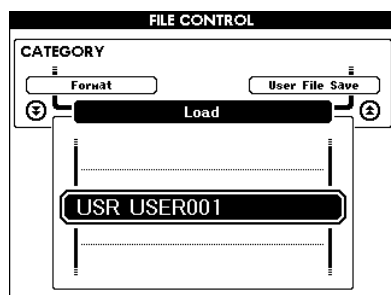 FILE CONTROL
CATEGORY
Format
User File Save
Load
USR USER001